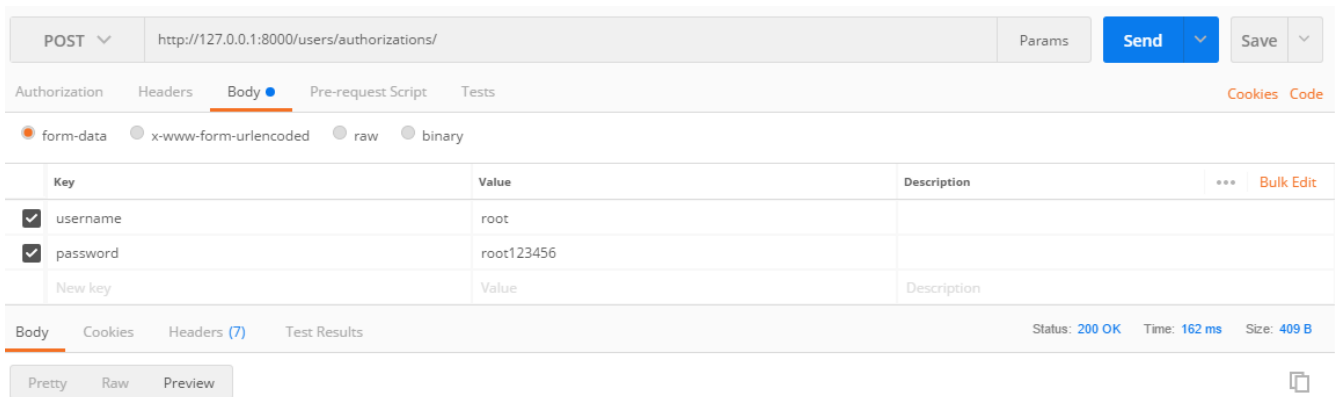 POST http://127.0.0.1:8000/users/authorizations/ Params Send Save
Authorization Headers Body Pre-request Script Tests Cookies Code
form-data x-www-form-urlencoded raw binary
Key Value Description ••• Bulk Edit
username root
password root123456
New key Value Description
Body Cookies Headers (7) Test Results Status: 200 OK Time: 162 ms Size: 409 B
Pretty Raw Preview